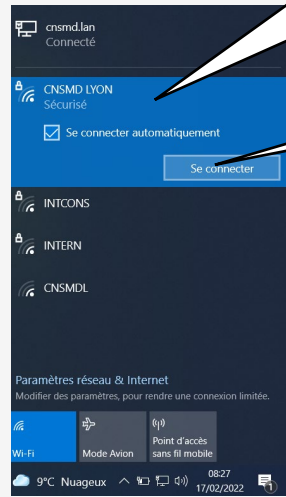 cnsmd.lan
Connecté
CNSMD LYON
Sécurisé
Se connecter automatiquement
Se connecter
INTCONS
INTERN
CNSMDL
Paramètres réseau & Internet
Modifier des paramètres, pour rendre une connexion limitée.
Wi-Fi
Mode Avion
Point d'accès
sans fil mobile
9°C Nuageux
08:27
17/02/2022